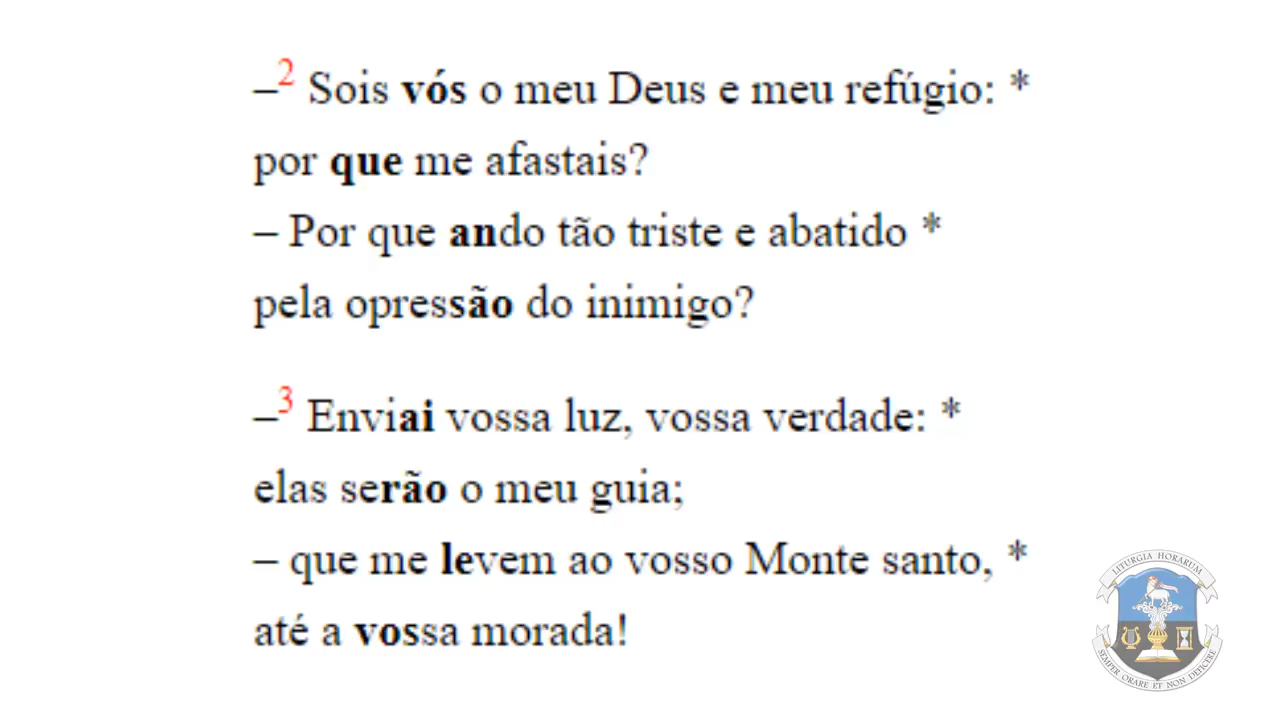 –2 Sois vós o meu Deus e meu refúgio: *
por que me afastais?
– Por que ando tão triste e abatido *
pela opressão do inimigo?
–3 Enviai vossa luz, vossa verdade: *
elas serão o meu guia;
– que me levem ao vosso Monte santo, *
até a vossa morada!
LITURGIA HORARUM
SEMPER ORARE ET NON DEFICERE